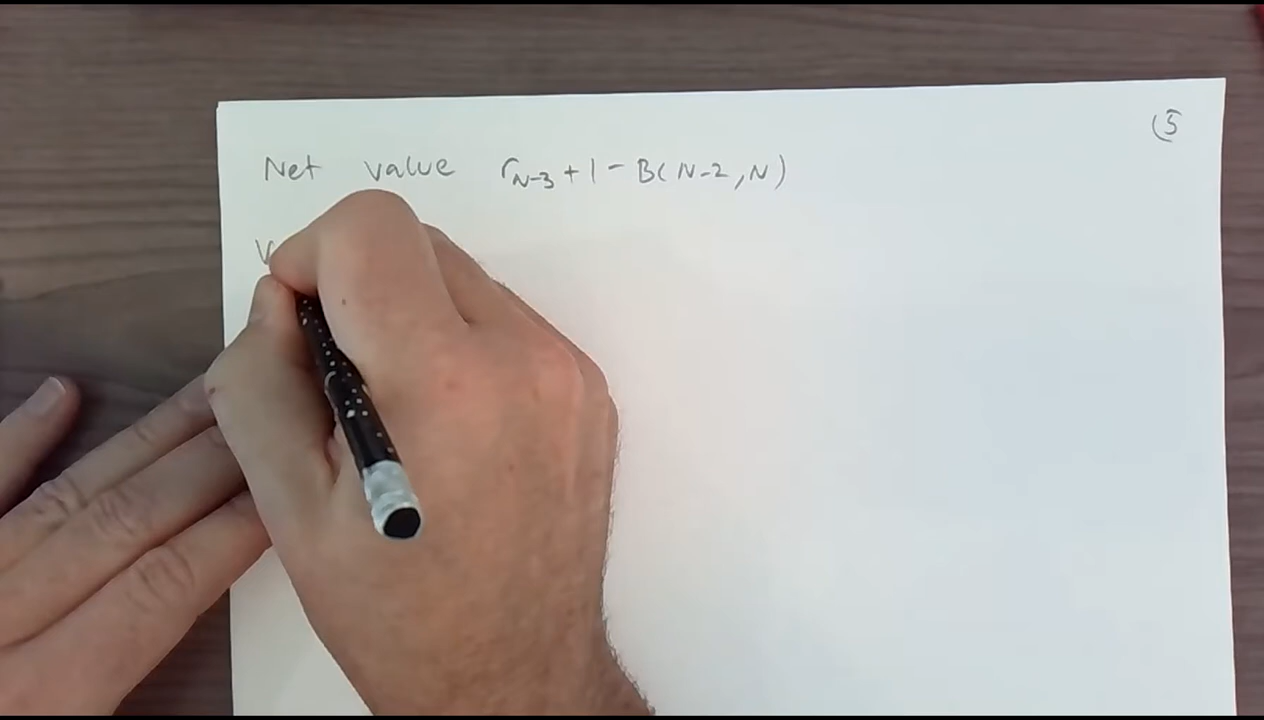 (5
Net value r_{N-3} + 1 - B(N-2, N)
V